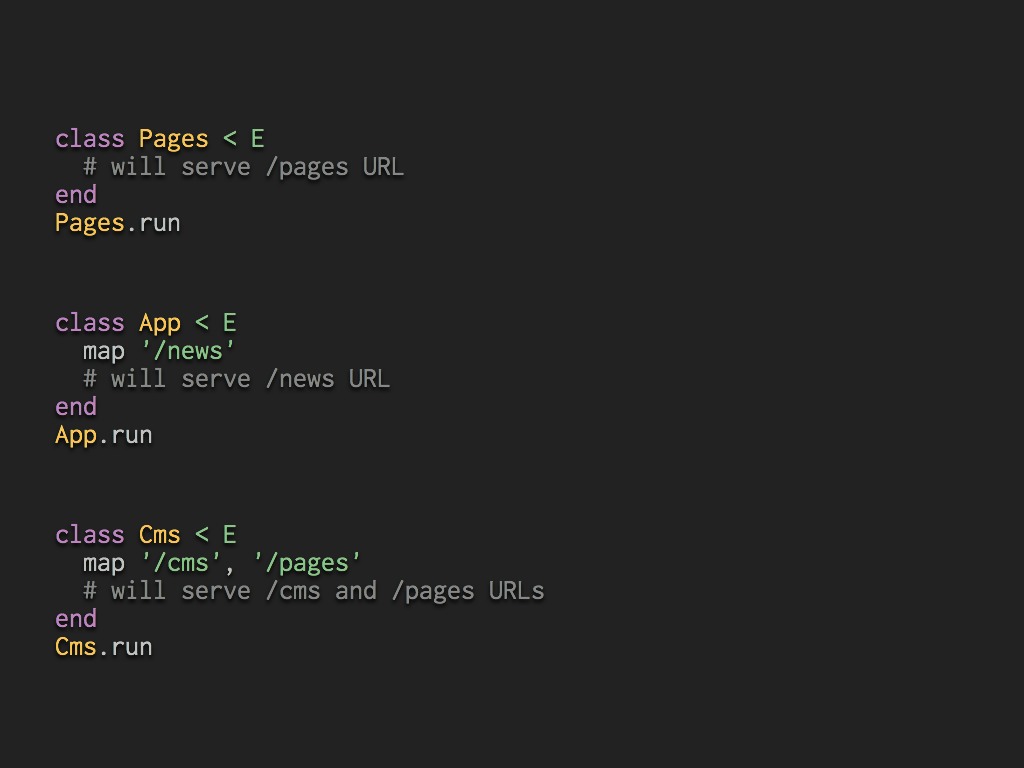 class Pages < E
  # will serve /pages URL
end
Pages.run
class App < E
  map '/news'
  # will serve /news URL
end
App.run
class Cms < E
  map '/cms', '/pages'
  # will serve /cms and /pages URLs
end
Cms.run